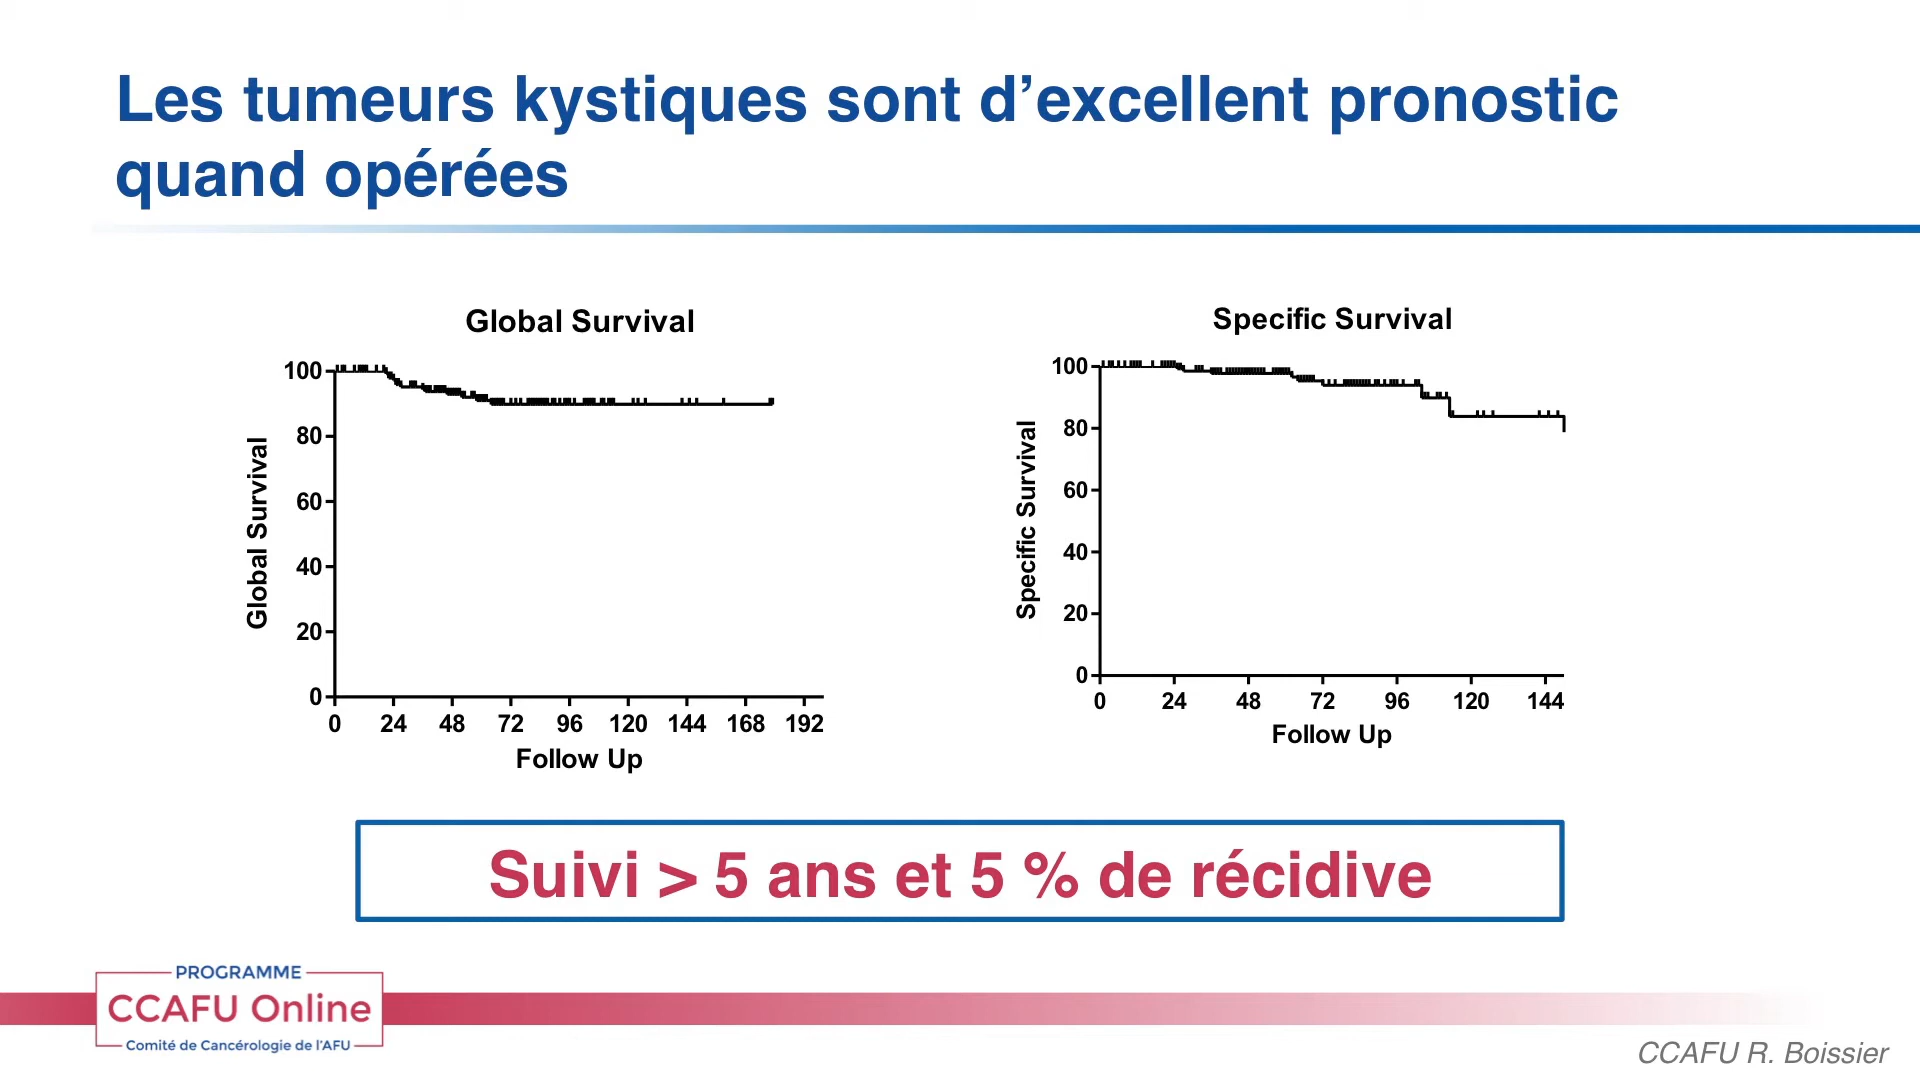 Les tumeurs kystiques sont d’excellent pronostic
quand opérées
Global Survival
Global Survival
100
80
60
40
20
0
0 24 48 72 96 120 144 168 192
Follow Up
Specific Survival
Specific Survival
100
80
60
40
20
0
0 24 48 72 96 120 144
Follow Up
Suivi > 5 ans et 5 % de récidive
PROGRAMME
CCAFU Online
Comité de Cancérologie de l’AFU
CCAFU R. Boissier